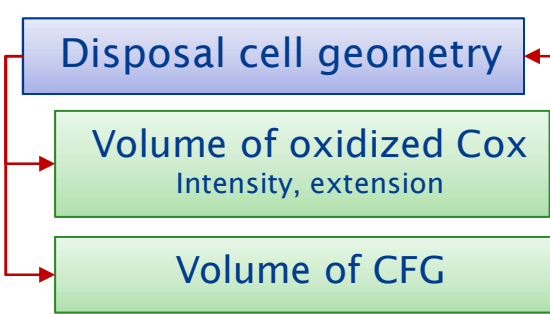 Disposal cell geometry
Volume of oxidized Cox
Intensity, extension
Volume of CFG